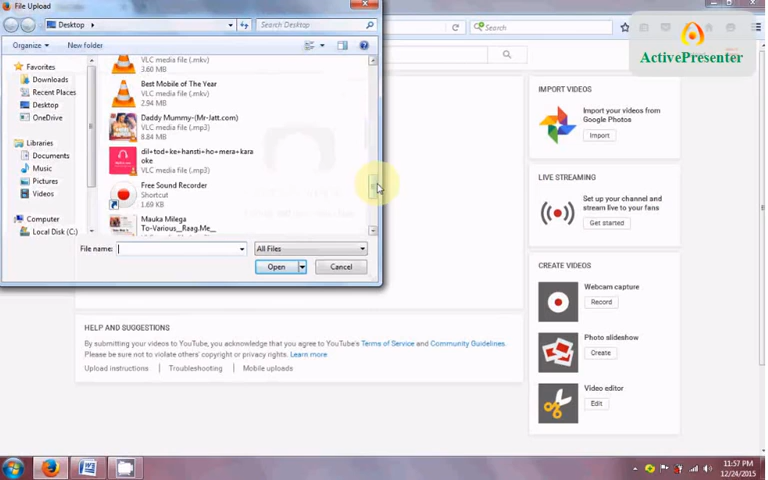 File Upload
Desktop
Search Desktop
Organize
New folder
Favorites
Downloads
Recent Places
Desktop
OneDrive
Libraries
Documents
Music
Pictures
Videos
Computer
Local Disk (C:)
VLC media file (.mkv)
3.60 MB
Best Mobile of The Year
VLC media file (.mkv)
2.94 MB
Daddy Mummy-(Mr-Jatt.com)
VLC media file (.mp3)
8.84 MB
dil+tod+ke+hansti+ho+mera+kara
oke
VLC media file (.mp3)
Free Sound Recorder
Shortcut
1.69 KB
Mauka Milega
To-Various__Raag.Me__
File name:
All Files
Open
Cancel
Search
ActivePresenter
IMPORT VIDEOS
Import your videos from
Google Photos
Import
LIVE STREAMING
Set up your channel and
stream live to your fans
Get started
CREATE VIDEOS
Webcam capture
Record
Photo slideshow
Create
Video editor
Edit
HELP AND SUGGESTIONS
By submitting your videos to YouTube, you acknowledge that you agree to YouTube's Terms of Service and Community Guidelines.
Please be sure not to violate others' copyright or privacy rights. Learn more
Upload instructions
Troubleshooting
Mobile uploads
11:57 PM
12/24/2015